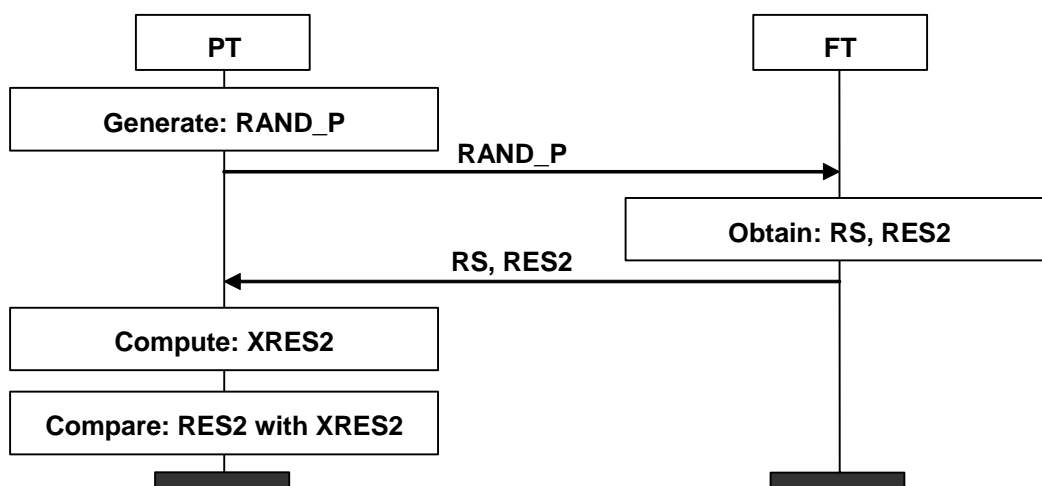 PT
FT
Generate: RAND_P
RAND_P
Obtain: RS, RES2
RS, RES2
Compute: XRES2
Compare: RES2 with XRES2